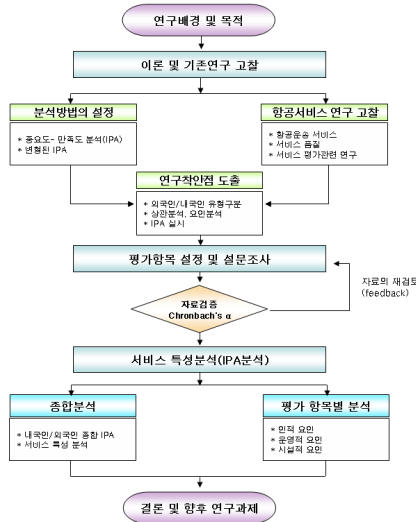 연구배경 및 목적
이론 및 기존연구 고찰
분석방법의 설정
* 중요도- 만족도 분석(IPA)
* 변형된 IPA
항공서비스 연구 고찰
* 항공운송 서비스
* 서비스 품질
* 서비스 평가관련 연구
연구착안점 도출
* 외국인/내국인 유형구분
* 상관분석, 요인분석
* IPA 실시
평가항목 설정 및 설문조사
자료의 재검토
(feedback)
자료검증
Chronbach's α
서비스 특성분석(IPA분석)
종합분석
* 내국인/외국인 종합 IPA
* 서비스 특성 분석
평가 항목별 분석
* 인적 요인
* 운영적 요인
* 시설적 요인
결론 및 향후 연구과제